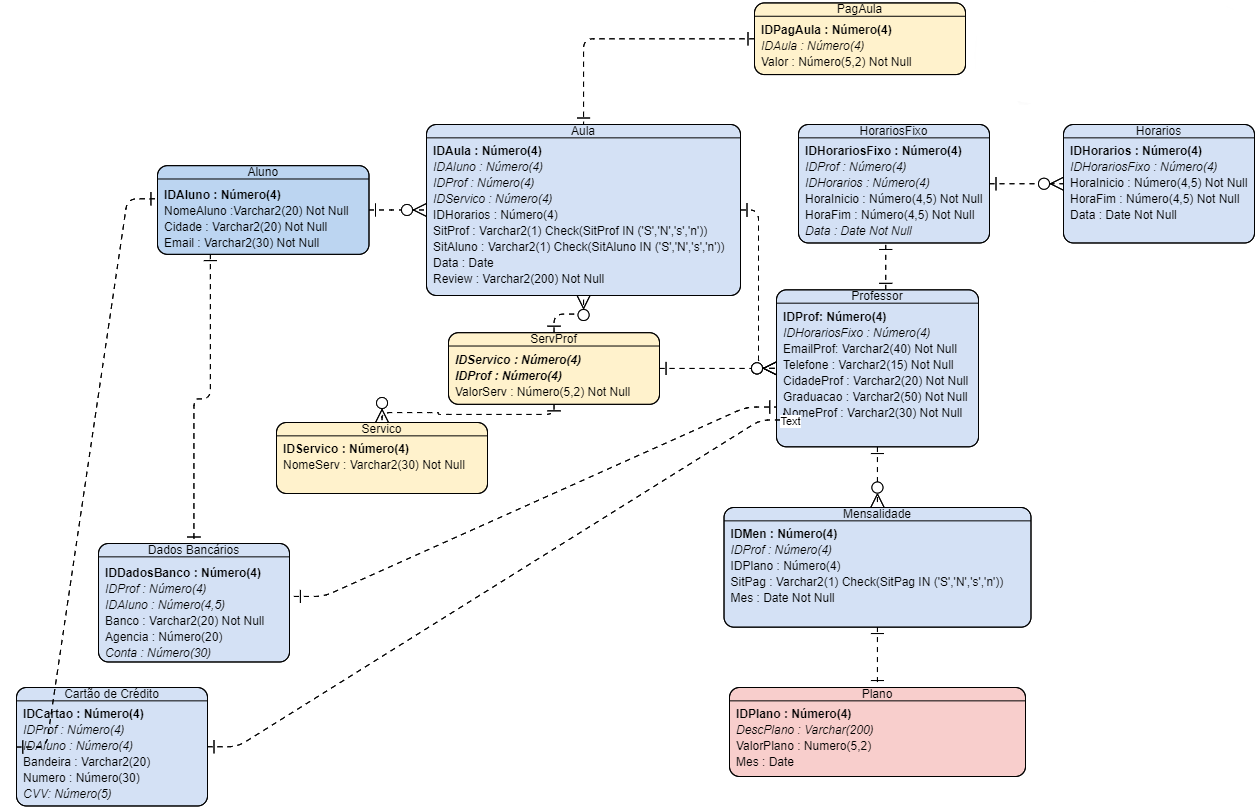 PagAula
IDPagAula : Número(4)
IDAula : Número(4)
Valor : Número(5,2) Not Null
Aula
IDAula : Número(4)
IDAluno : Número(4)
IDProf : Número(4)
IDServico : Número(4)
IDHorarios : Número(4)
SitProf : Varchar2(1) Check(SitProf IN ('S','N','s','n'))
SitAluno : Varchar2(1) Check(SitAluno IN ('S','N','s','n'))
Data : Date
Review : Varchar2(200) Not Null
HorariosFixo
IDHorariosFixo : Número(4)
IDProf : Número(4)
IDHorarios : Número(4)
HoraInicio : Número(4,5) Not Null
HoraFim : Número(4,5) Not Null
Data : Date Not Null
Horarios
IDHorarios : Número(4)
IDHorariosFixo : Número(4)
HoraInicio : Número(4,5) Not Null
HoraFim : Número(4,5) Not Null
Data : Date Not Null
Aluno
IDAluno : Número(4)
NomeAluno :Varchar2(20) Not Null
Cidade : Varchar2(20) Not Null
Email : Varchar2(30) Not Null
Professor
IDProf: Número(4)
IDHorariosFixo : Número(4)
EmailProf: Varchar2(40) Not Null
Telefone : Varchar2(15) Not Null
CidadeProf : Varchar2(20) Not Null
Graduacao : Varchar2(50) Not Null
NomeProf : Varchar2(30) Not Null
Text
ServProf
IDServico : Número(4)
IDProf : Número(4)
ValorServ : Número(5,2) Not Null
Servico
IDServico : Número(4)
NomeServ : Varchar2(30) Not Null
Mensalidade
IDMen : Número(4)
IDProf : Número(4)
IDPlano : Número(4)
SitPag : Varchar2(1) Check(SitPag IN ('S','N','s','n'))
Mes : Date Not Null
Dados Bancários
IDDadosBanco : Número(4)
IDProf : Número(4)
IDAluno : Número(4,5)
Banco : Varchar2(20) Not Null
Agencia : Número(20)
Conta : Número(30)
Cartão de Crédito
IDCartao : Número(4)
IDProf : Número(4)
IDAluno : Número(4)
Bandeira : Varchar2(20)
Numero : Número(30)
CVV: Número(5)
Plano
IDPlano : Número(4)
DescPlano : Varchar(200)
ValorPlano : Numero(5,2)
Mes : Date